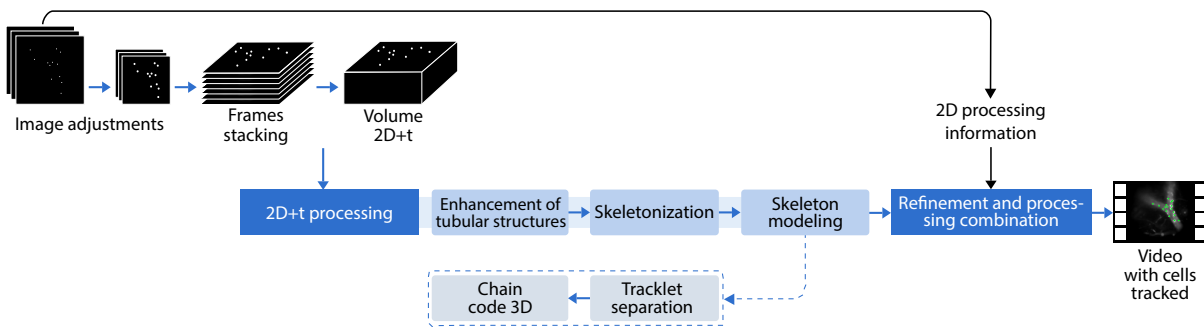 Image adjustments
Frames
stacking
Volume
2D+t
2D processing
information
2D+t processing
Enhancement of
tubular structures
Skeletonization
Skeleton
modeling
Refinement and proces-
sing combination
Video
with cells
tracked
Chain
code 3D
Tracklet
separation